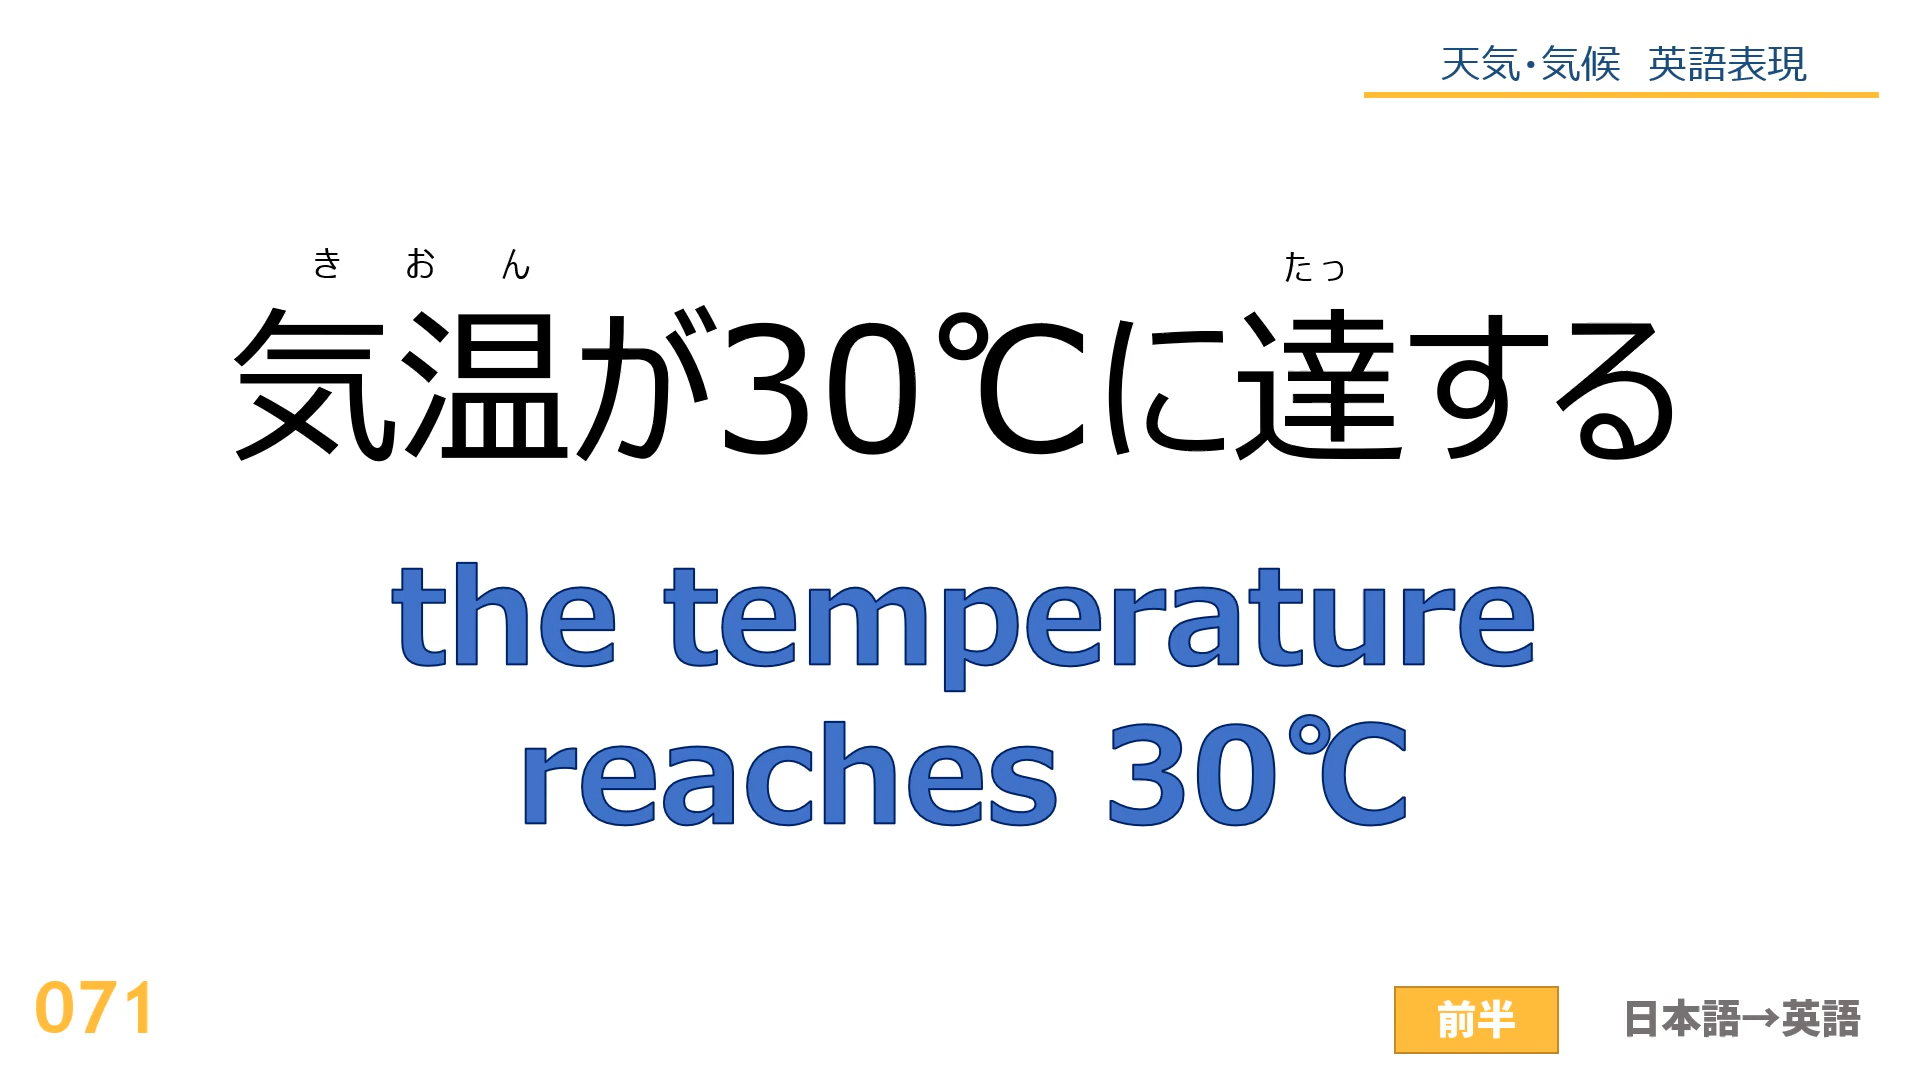 天気・気候　英語表現
きおん たっ
気温が30℃に達する
the temperature
reaches 30℃
071
前半
日本語→英語